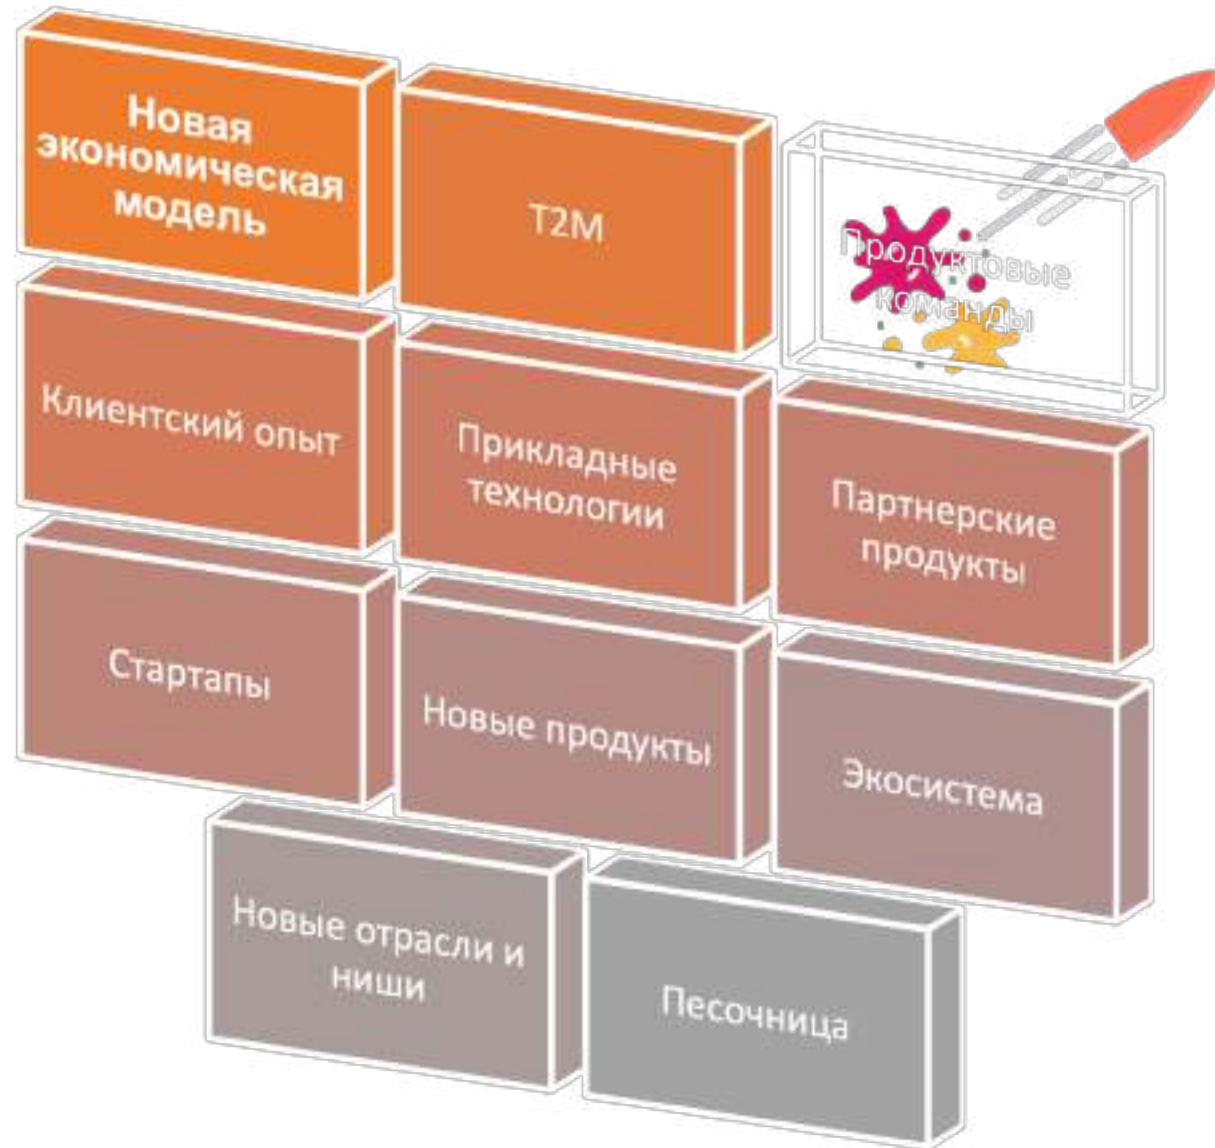 Новая
экономическая
модель
T2M
Продуктовые
команды
Клиентский опыт
Прикладные
технологии
Партнерские
продукты
Стартапы
Новые продукты
Экосистема
Новые отрасли и
ниши
Песочница